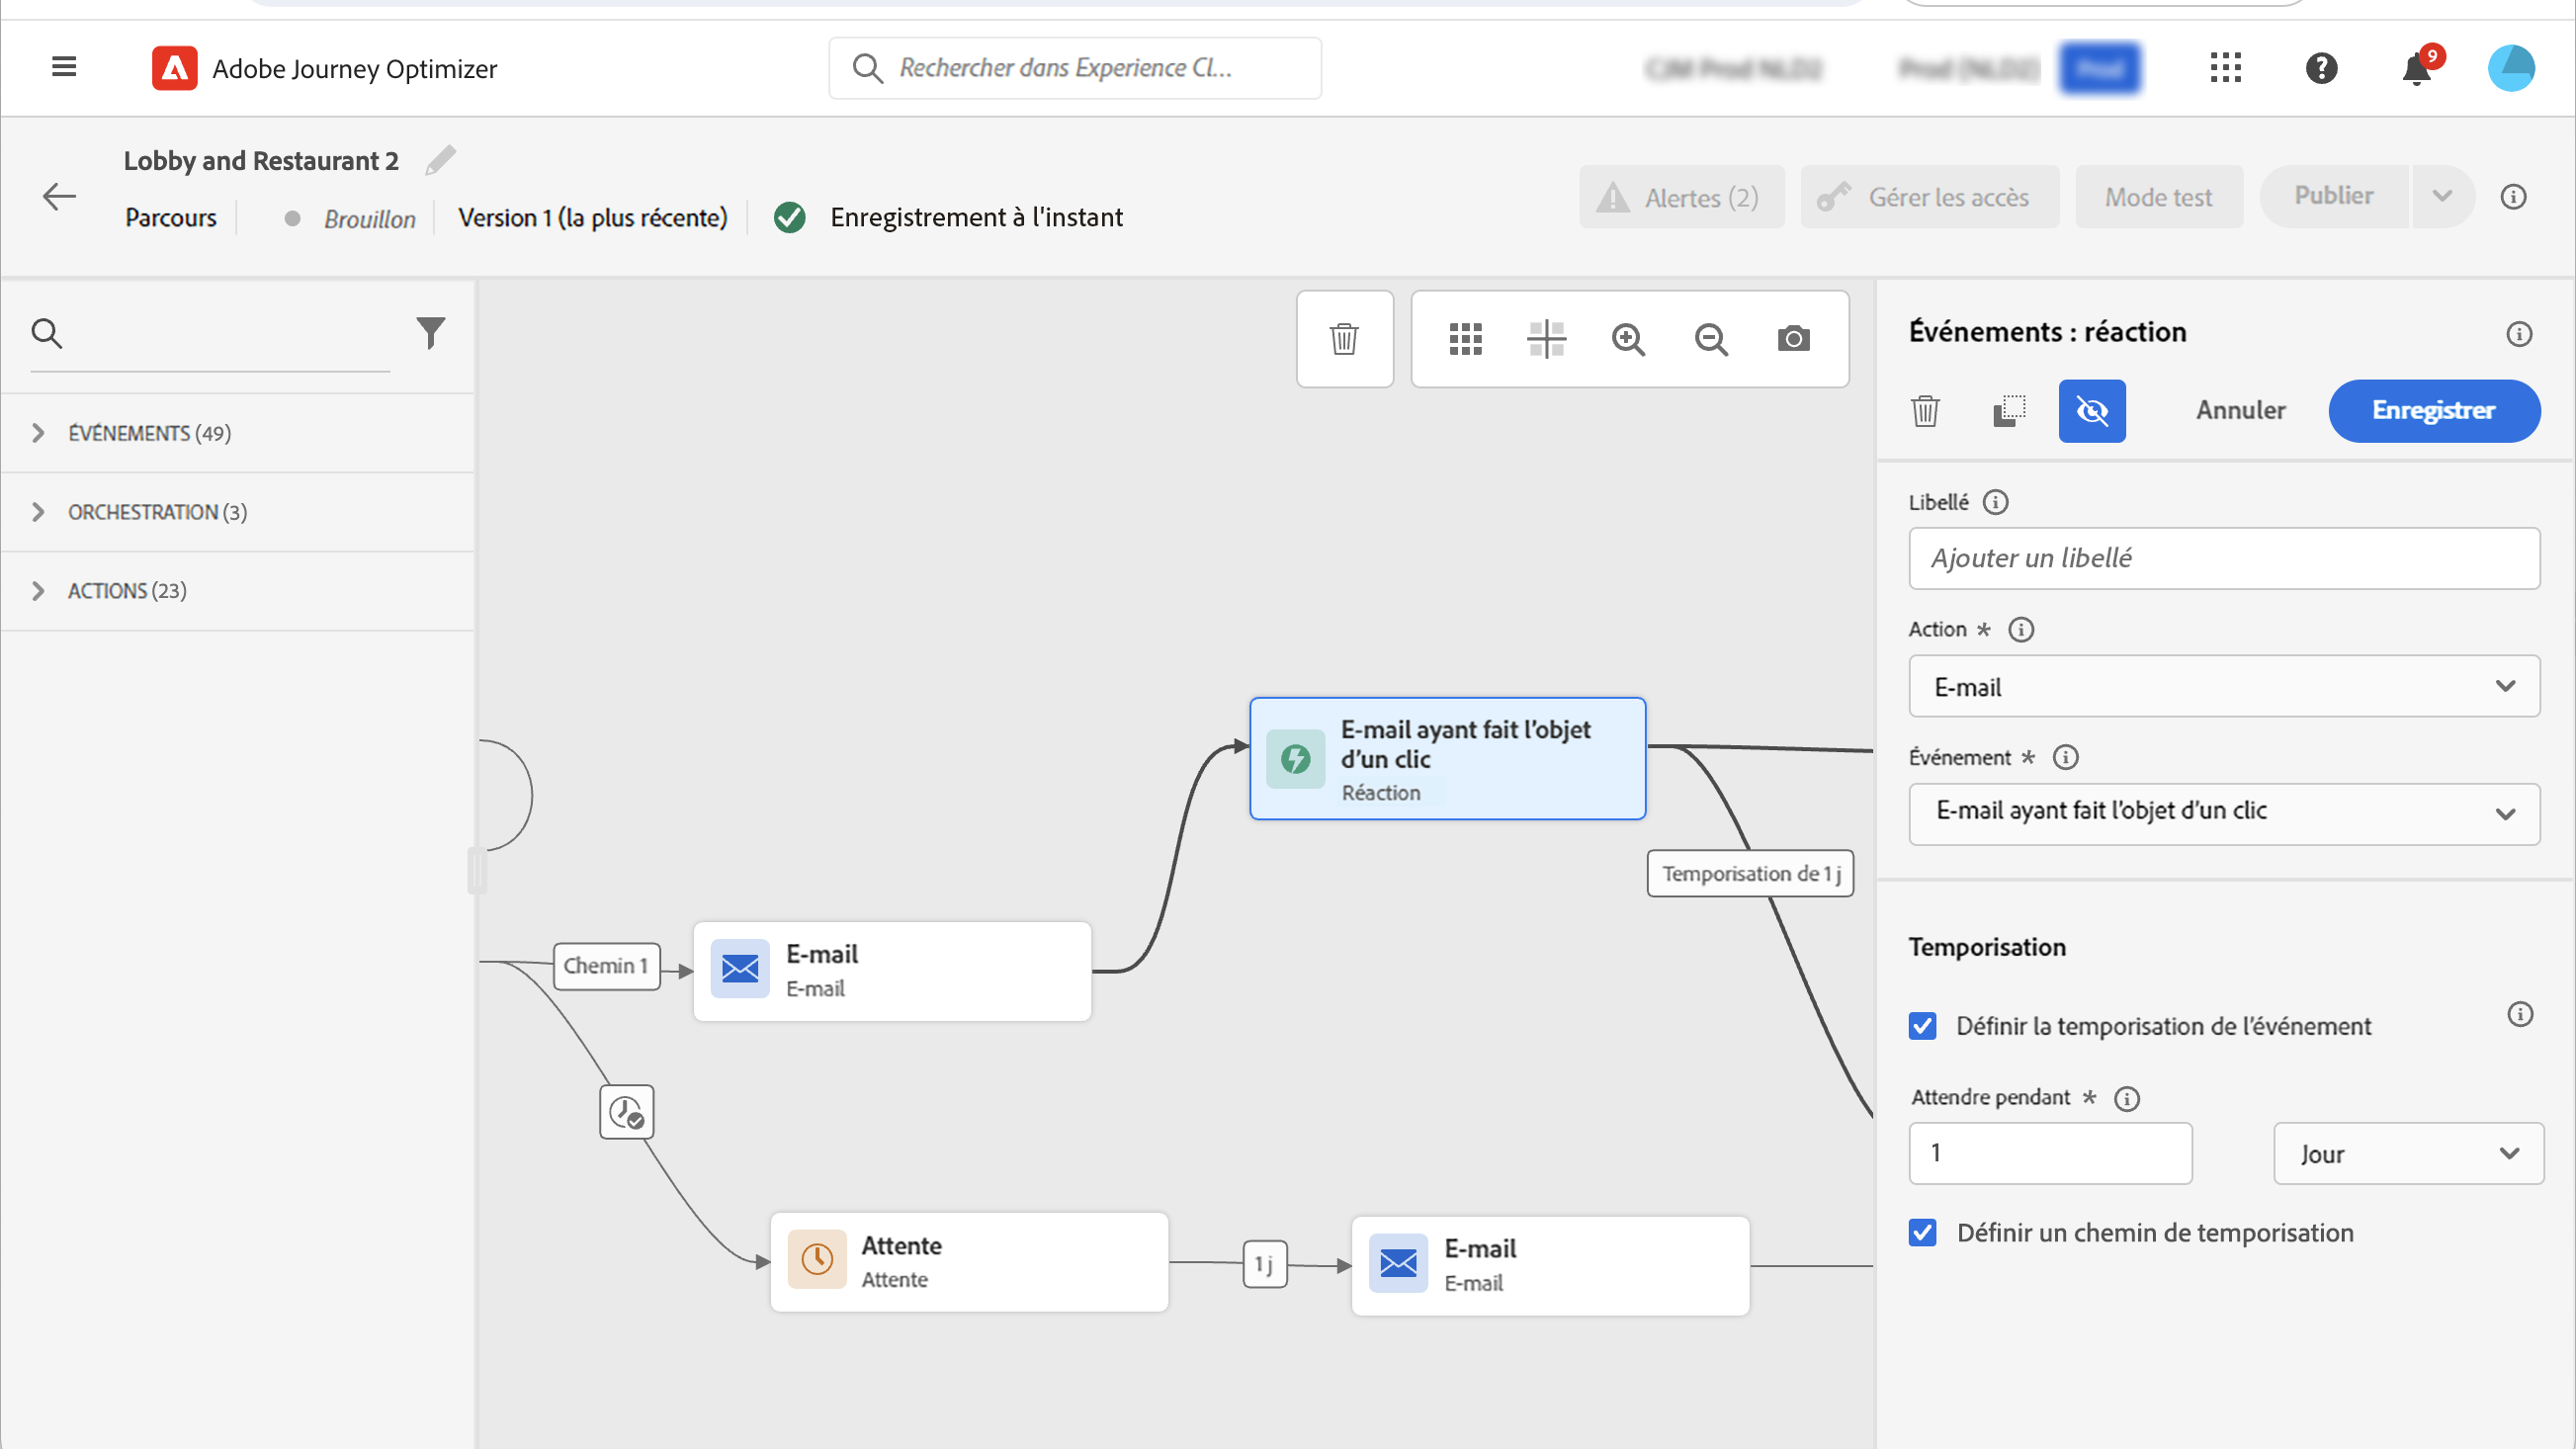 Adobe Journey Optimizer
Rechercher dans Experience Cl...
9
Lobby and Restaurant 2
Parcours
Brouillon
Version 1 (la plus récente)
Enregistrement à l'instant
Alertes (2)
Gérer les accès
Mode test
Publier
ÉVÉNEMENTS (49)
ORCHESTRATION (3)
ACTIONS (23)
E-mail ayant fait l’objet
d’un clic
Réaction
Temporisation de 1 j
Chemin 1
E-mail
E-mail
Attente
Attente
1 j
E-mail
E-mail
Événements : réaction
Annuler
Enregistrer
Libellé
Ajouter un libellé
Action *
E-mail
Événement *
E-mail ayant fait l’objet d’un clic
Temporisation
Définir la temporisation de l’événement
Attendre pendant *
1
Jour
Définir un chemin de temporisation